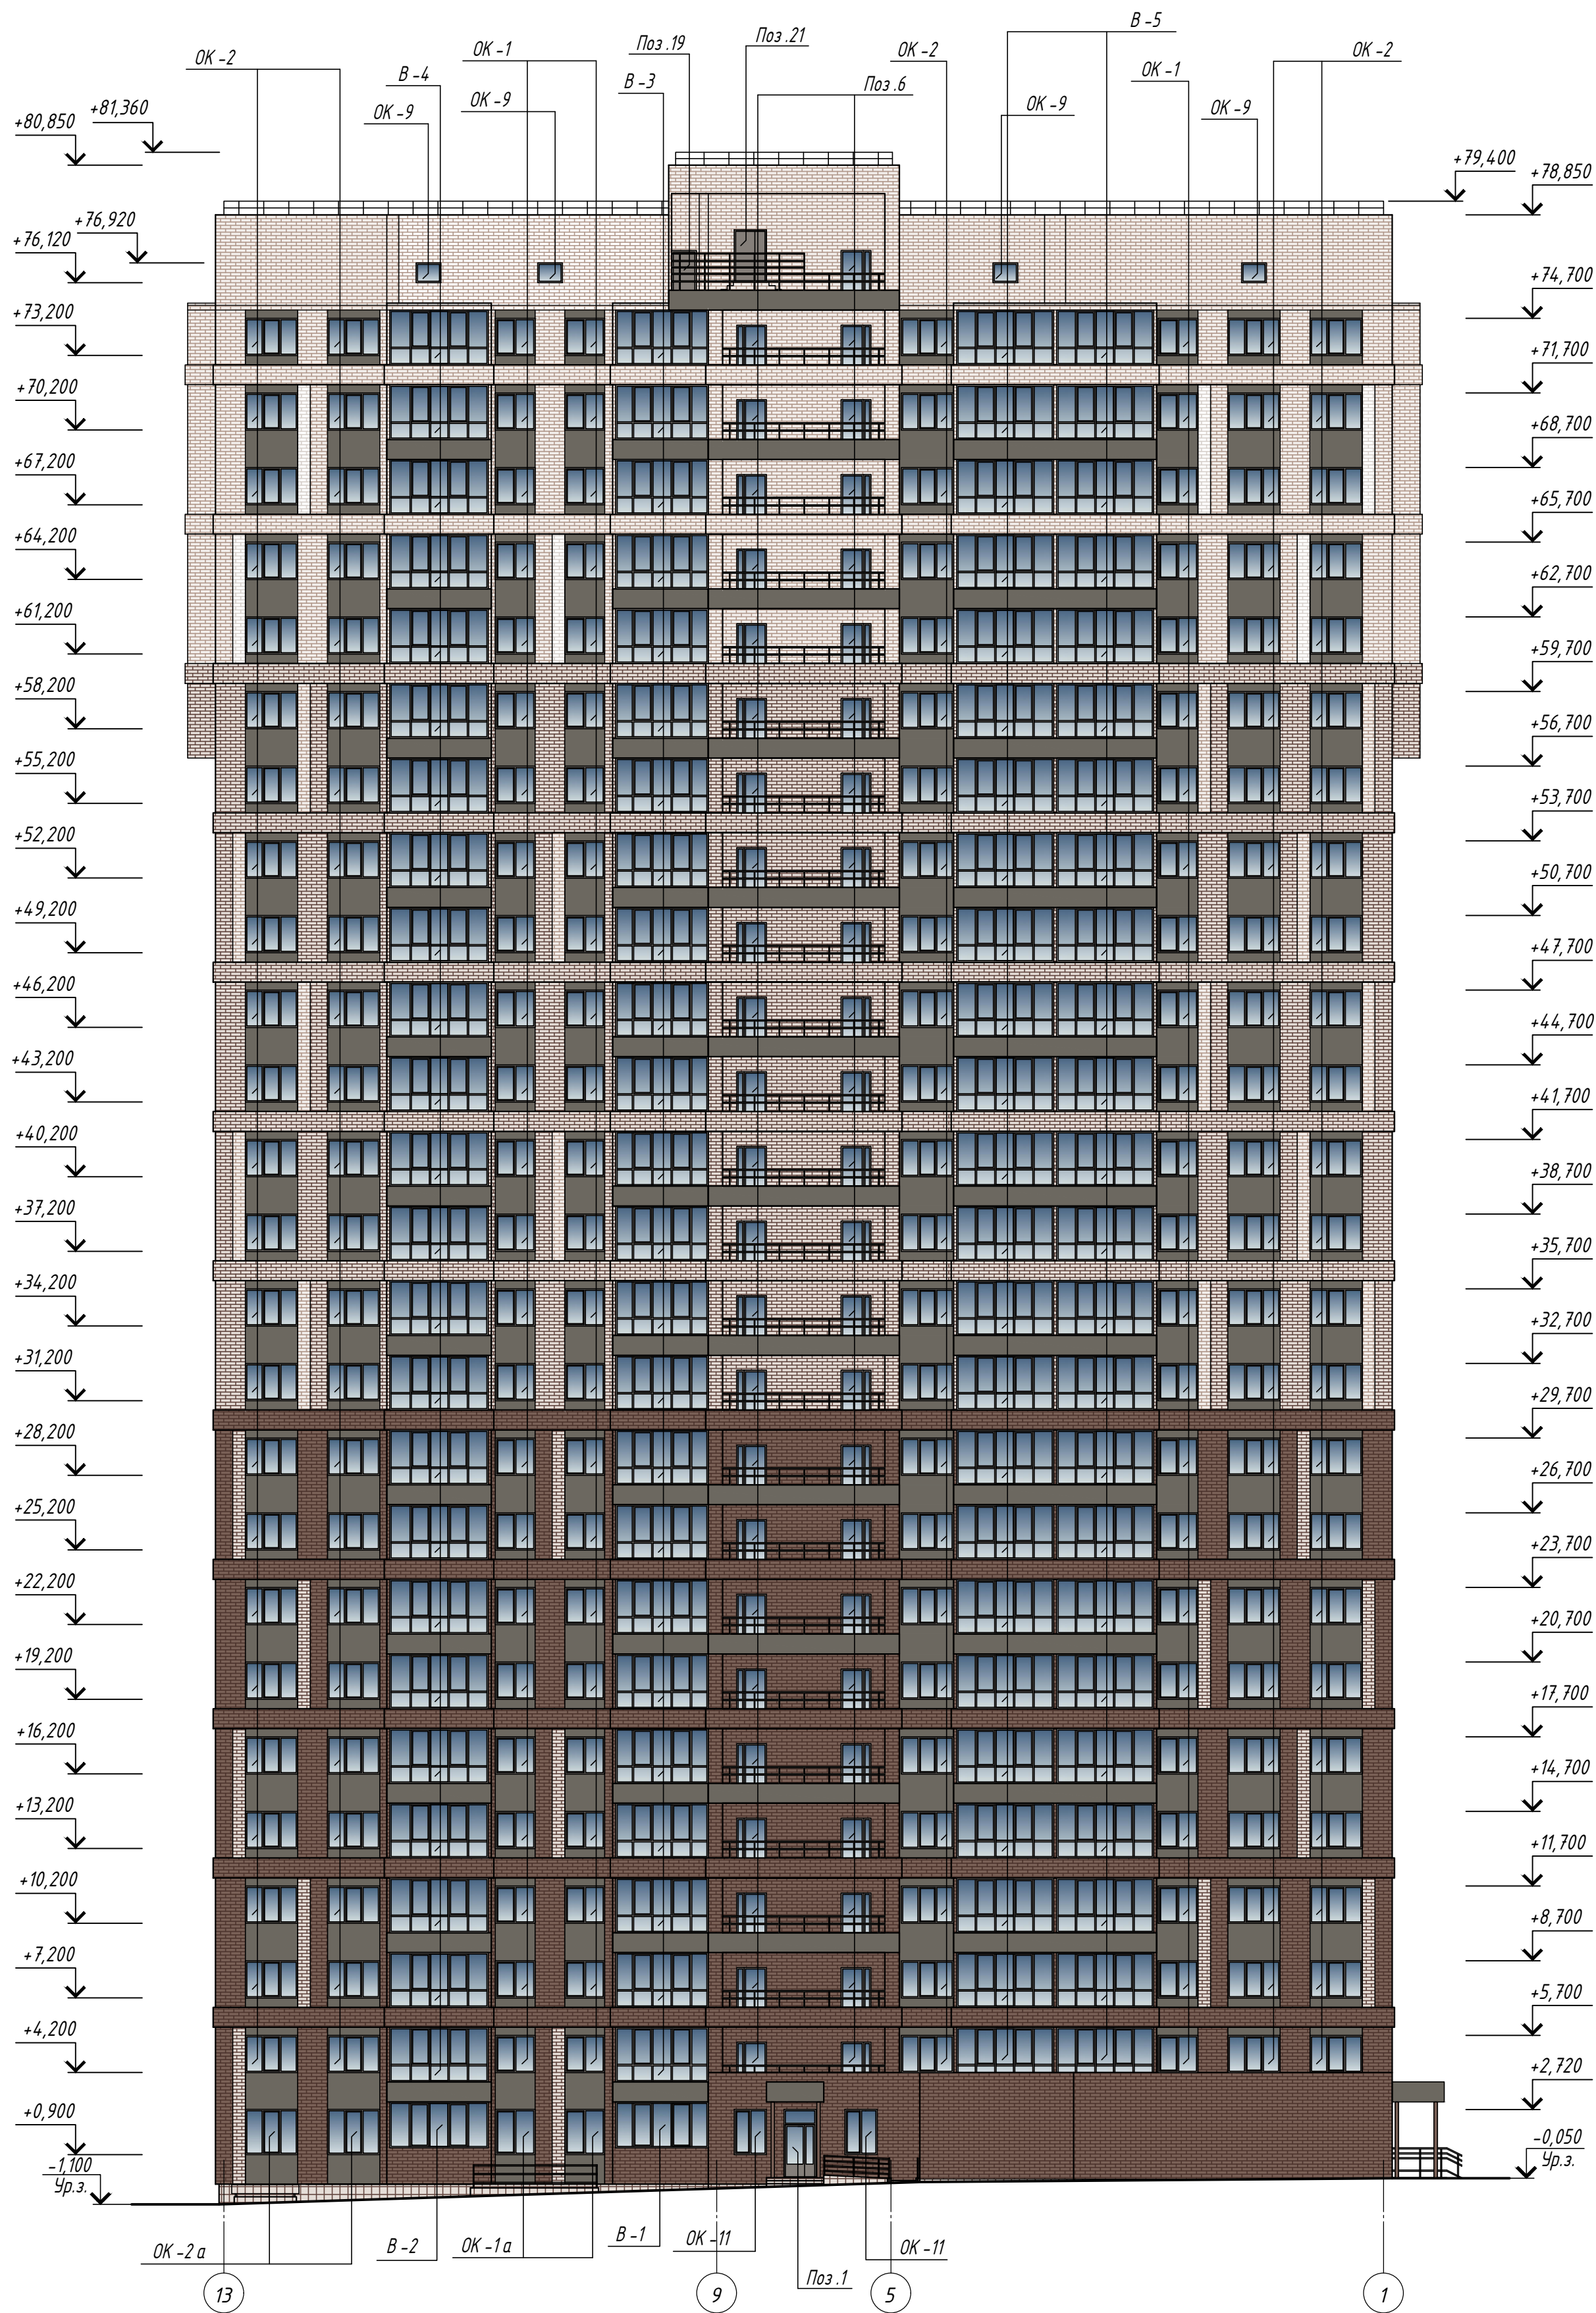 В-5
Поз.21
Поз.19
ОК-1
ОК-2
ОК-2
ОК-2
В-4
В-3
ОК-1
Поз.6
ОК-9
ОК-9
ОК-9
ОК-9
+81,360
+80,850
+79,400
+78,850
+76,920
+76,120
+74,700
+73,200
+71,700
+70,200
+68,700
+67,200
+65,700
+64,200
+62,700
+61,200
+59,700
+58,200
+56,700
+55,200
+53,700
+52,200
+50,700
+49,200
+47,700
+46,200
+44,700
+43,200
+41,700
+40,200
+38,700
+37,200
+35,700
+34,200
+32,700
+31,200
+29,700
+28,200
+26,700
+25,200
+23,700
+22,200
+20,700
+19,200
+17,700
+16,200
+14,700
+13,200
+11,700
+10,200
+8,700
+7,200
+5,700
+4,200
+2,720
+0,900
-0,050
Ур.з.
-1,100
Ур.з.
ОК-2а
В-2
ОК-1а
В-1
ОК-11
ОК-11
Поз.1
13
9
5
1